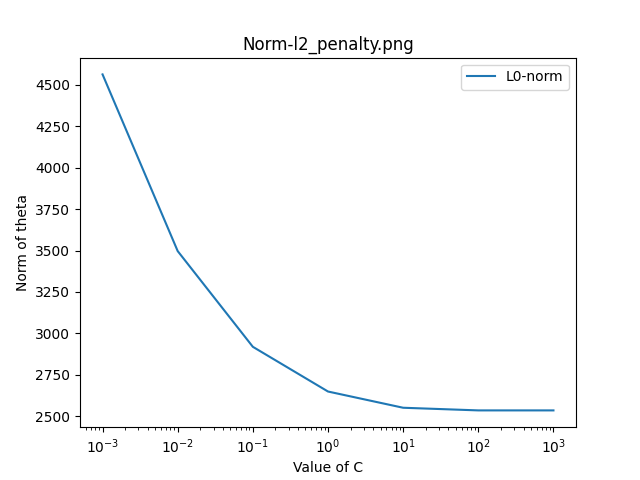 Norm-l2_penalty.png
L0-norm
Norm of theta
4500
4250
4000
3750
3500
3250
3000
2750
2500
10⁻³ 10⁻² 10⁻¹ 10⁰ 10¹ 10² 10³
Value of C